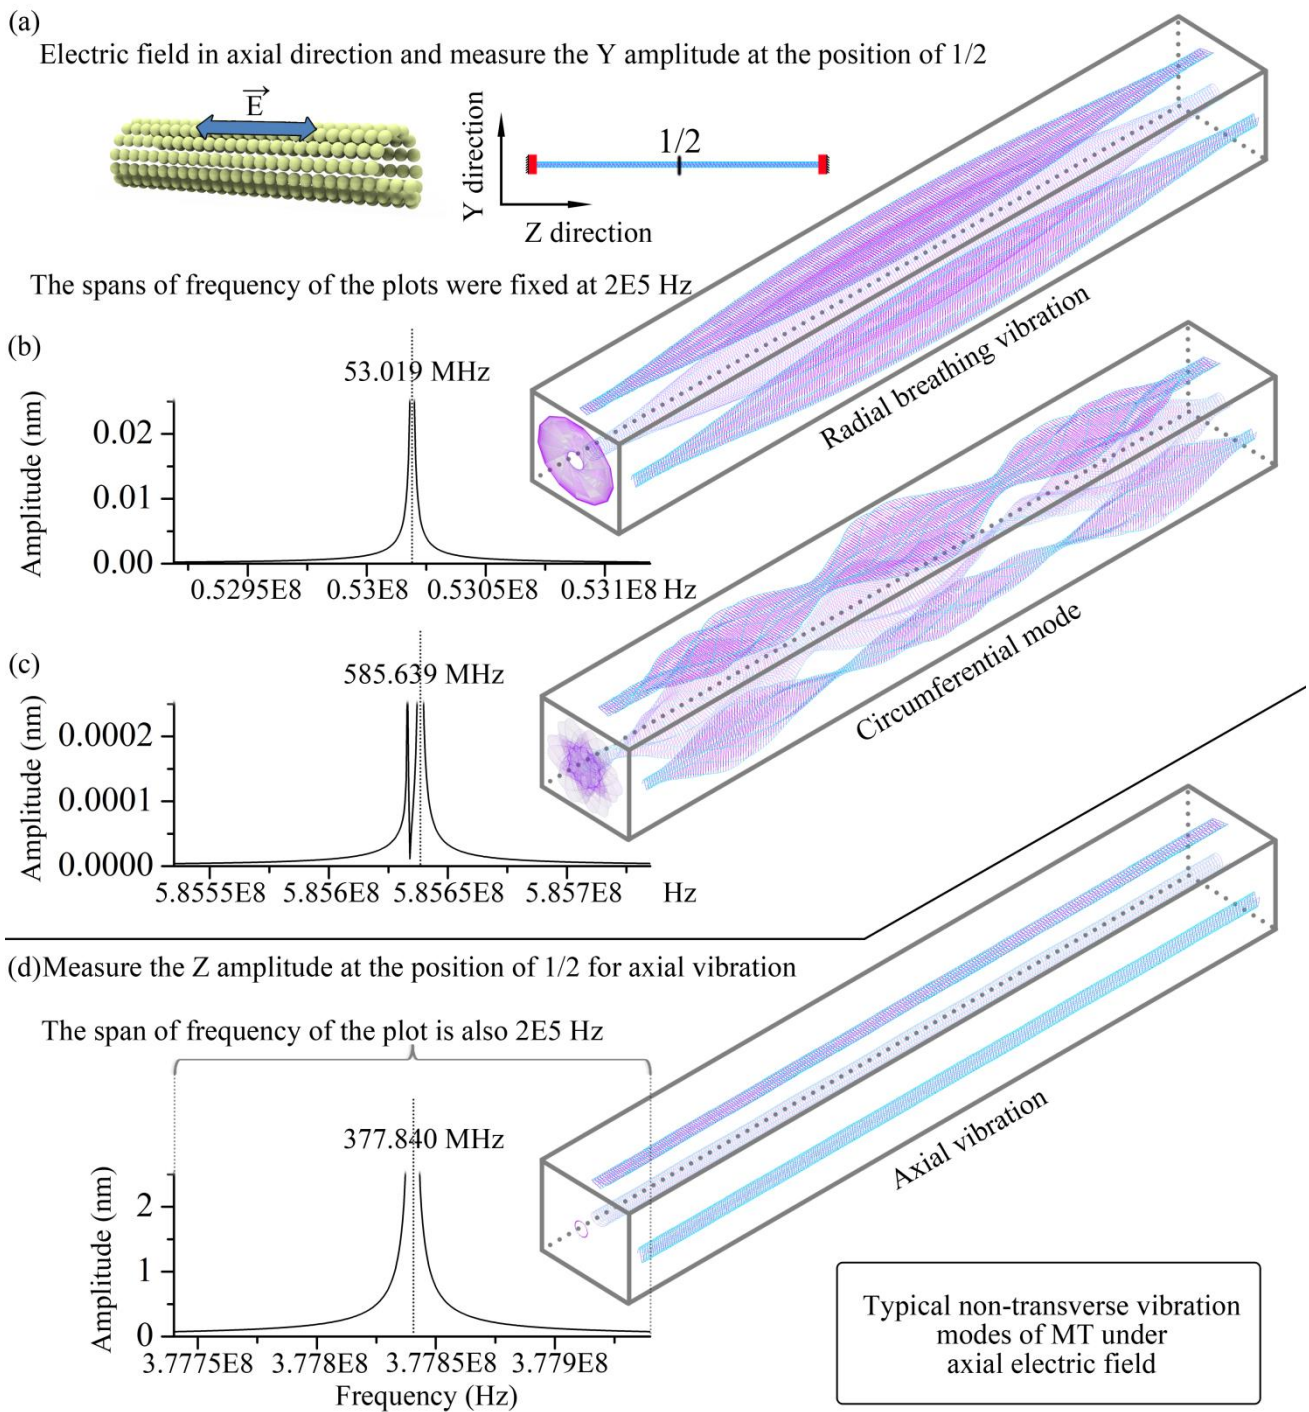 (a)
Electric field in axial direction and measure the Y amplitude at the position of 1/2
E
1/2
Y direction
Z direction
The spans of frequency of the plots were fixed at 2E5 Hz
Radial breathing vibration
(b)
53.019 MHz
Amplitude (nm)
0.02
0.01
0.00
0.5295E8 0.53E8 0.5305E8 0.531E8 Hz
Circumferential mode
(c)
585.639 MHz
Amplitude (nm)
0.0002
0.0001
0.0000
5.8555E8 5.856E8 5.8565E8 5.857E8 Hz
(d)Measure the Z amplitude at the position of 1/2 for axial vibration
The span of frequency of the plot is also 2E5 Hz
Axial vibration
377.840 MHz
Amplitude (nm)
2
1
0
3.7775E8 3.778E8 3.7785E8 3.779E8
Frequency (Hz)
Typical non-transverse vibration
modes of MT under
axial electric field